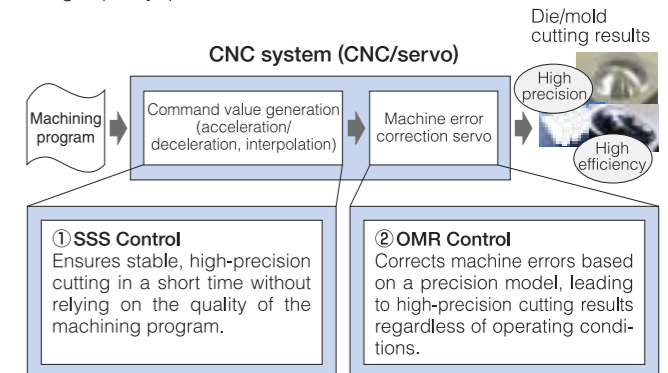 Die/mold
cutting results
CNC system (CNC/servo)
High
precision
Machining
program
Command value generation
(acceleration/
deceleration, interpolation)
Machine error
correction servo
High
efficiency
①SSS Control
Ensures stable, high-precision
cutting in a short time without
relying on the quality of the
machining program.
②OMR Control
Corrects machine errors based
on a precision model, leading
to high-precision cutting results
regardless of operating condi-
tions.